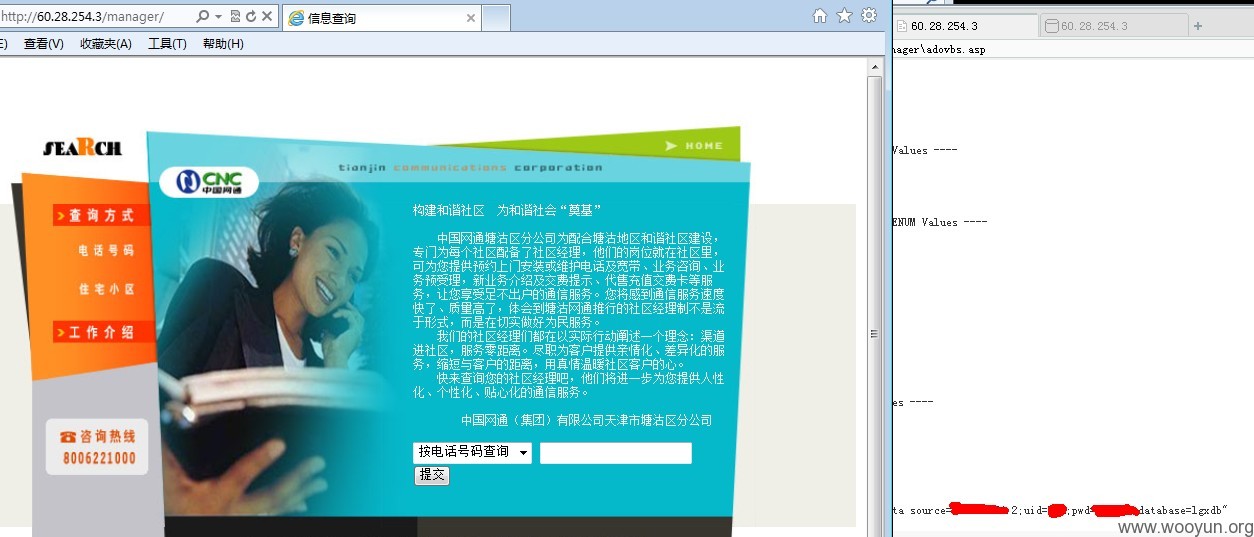 http://60.28.254.3/manager/
信息查询
60.28.254.3
60.28.254.3
E) 查看(V) 收藏夹(A) 工具(T) 帮助(H)
nager\adovbs.asp
SEARCH
HOME
tianjin communications corporation
CNC
中国网通
查询方式
电话号码
住宅小区
工作介绍
咨询热线
8006221000
构建和谐社区 为和谐社会“奠基”
中国网通塘沽区分公司为配合塘沽地区和谐社区建设，
专门为每个社区配备了社区经理，他们的岗位就在社区里，
可为您提供预约上门安装或维护电话及宽带、业务咨询、业
务预受理，新业务介绍及交费提示、代售充值交费卡等服
务，让您享受足不出户的通信服务。您将感到通信服务速度
快了、质量高了，体会到塘沽网通推行的社区经理制不是流
于形式，而是在切实做好为民服务。
我们的社区经理们都在以实际行动阐述一个理念：渠道
进社区，服务零距离。尽职为客户提供亲情化、差异化的服
务，缩短与客户的距离，用真情温暖社区客户的心。
快来查询您的社区经理吧，他们将进一步为您提供人性
化、个性化、贴心化的通信服务。
中国网通（集团）有限公司天津市塘沽区分公司
按电话号码查询
提交
Values ----
ENUM Values ----
es ----
ta source= 2;uid= ;pwd= database=lgxdb"
www.wooyun.org